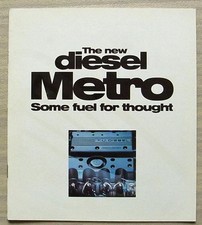 The new
diesel
Metro
Some fuel for thought